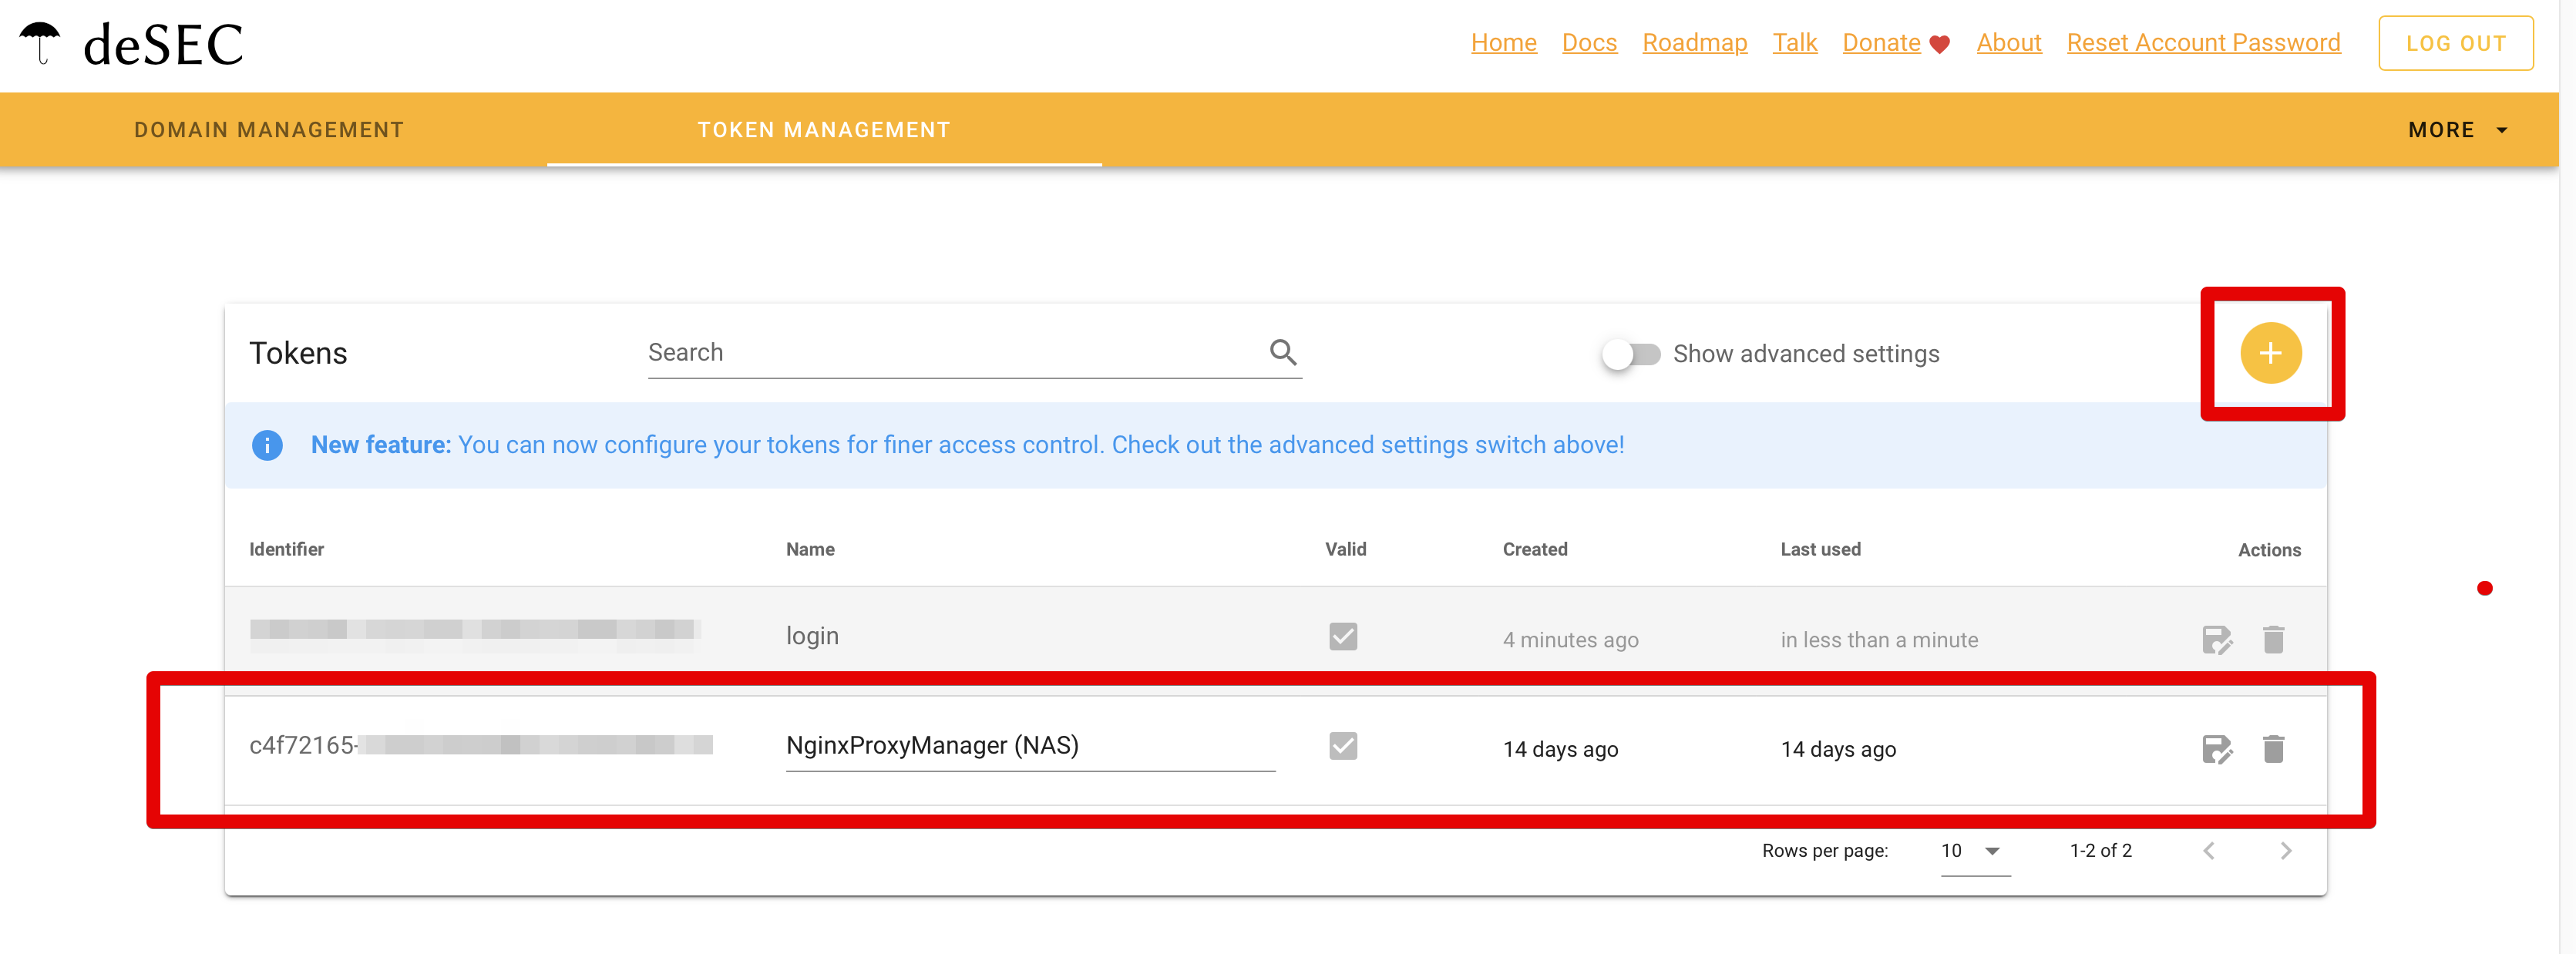 deSEC
Home Docs Roadmap Talk Donate About Reset Account Password LOG OUT
DOMAIN MANAGEMENT TOKEN MANAGEMENT MORE
Tokens Search Show advanced settings
New feature: You can now configure your tokens for finer access control. Check out the advanced settings switch above!
Identifier Name Valid Created Last used Actions
login 4 minutes ago in less than a minute
c4f72165- NginxProxyManager (NAS) 14 days ago 14 days ago
Rows per page: 10 1-2 of 2